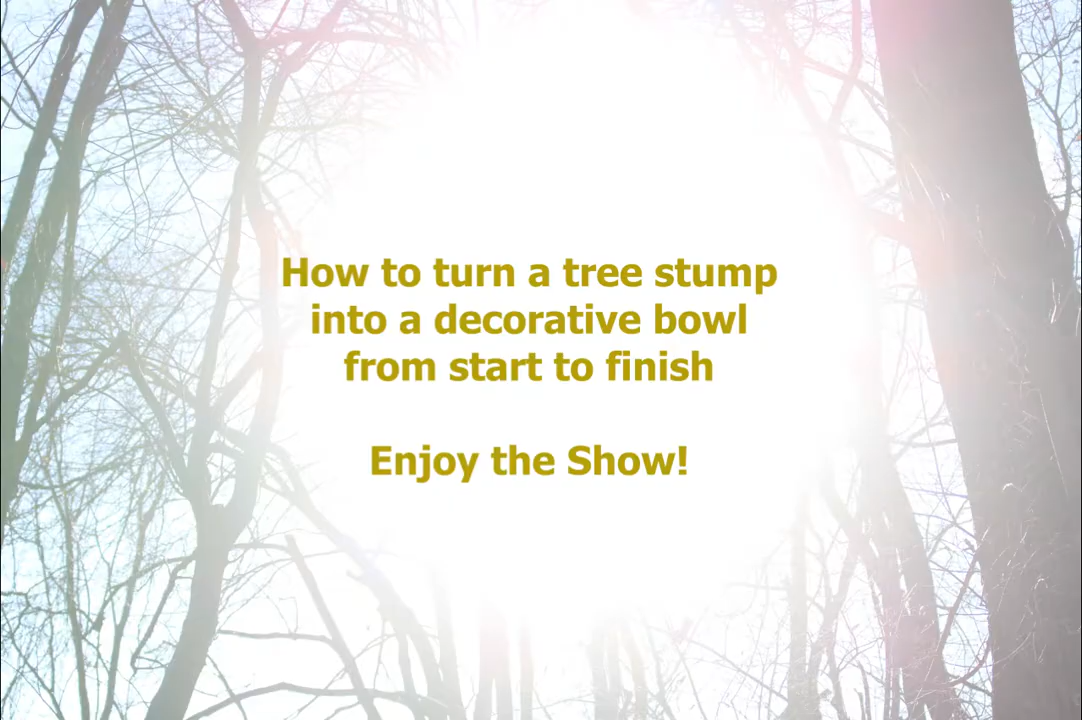 How to turn a tree stump
into a decorative bowl
from start to finish
Enjoy the Show!